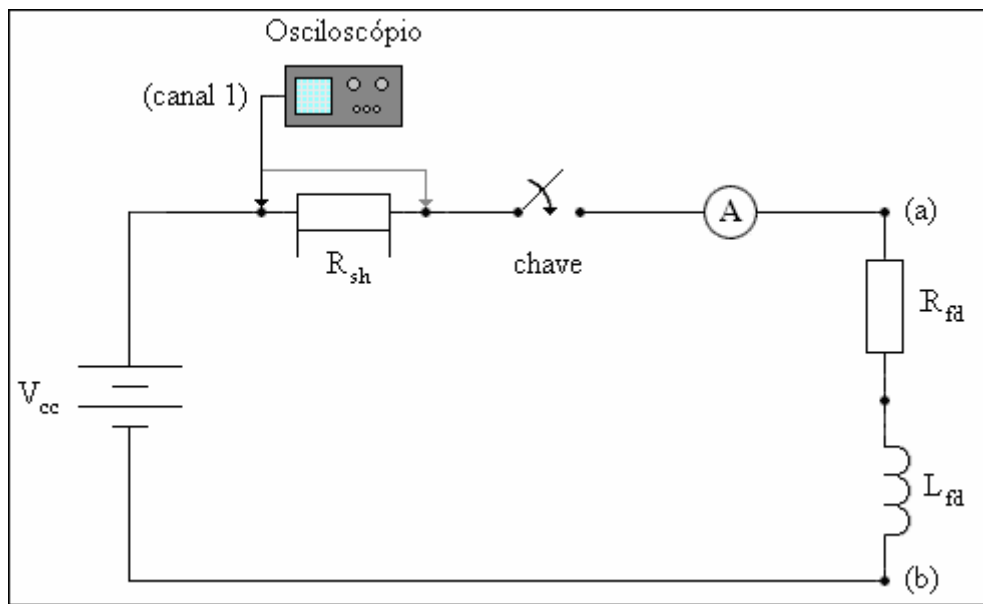 Osciloscópio
(canal 1)
A
(a)
R_sh
chave
R_fd
V_cc
L_fd
(b)